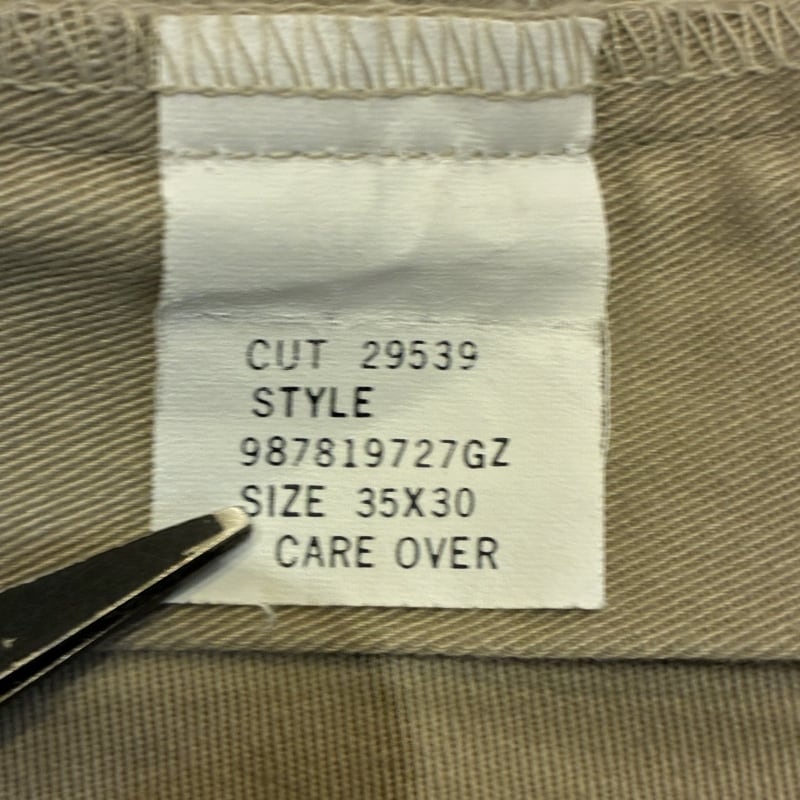 CUT 29539
STYLE
987819727GZ
SIZE 35X30
CARE OVER